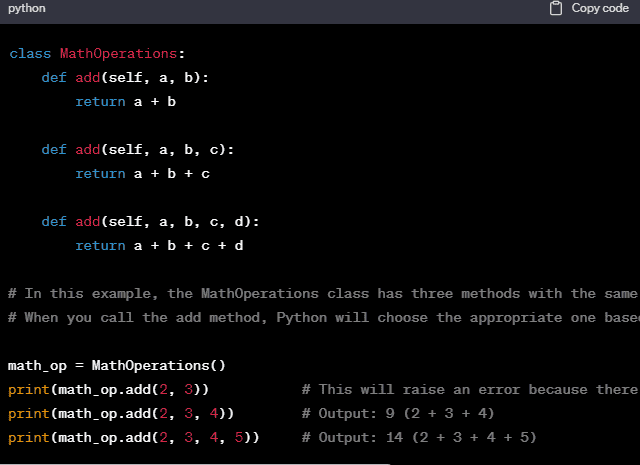 python Copy code
class MathOperations:
    def add(self, a, b):
        return a + b
    def add(self, a, b, c):
        return a + b + c
    def add(self, a, b, c, d):
        return a + b + c + d
# In this example, the MathOperations class has three methods with the same
# When you call the add method, Python will choose the appropriate one base
math_op = MathOperations()
print(math_op.add(2, 3))           # This will raise an error because there
print(math_op.add(2, 3, 4))        # Output: 9 (2 + 3 + 4)
print(math_op.add(2, 3, 4, 5))     # Output: 14 (2 + 3 + 4 + 5)